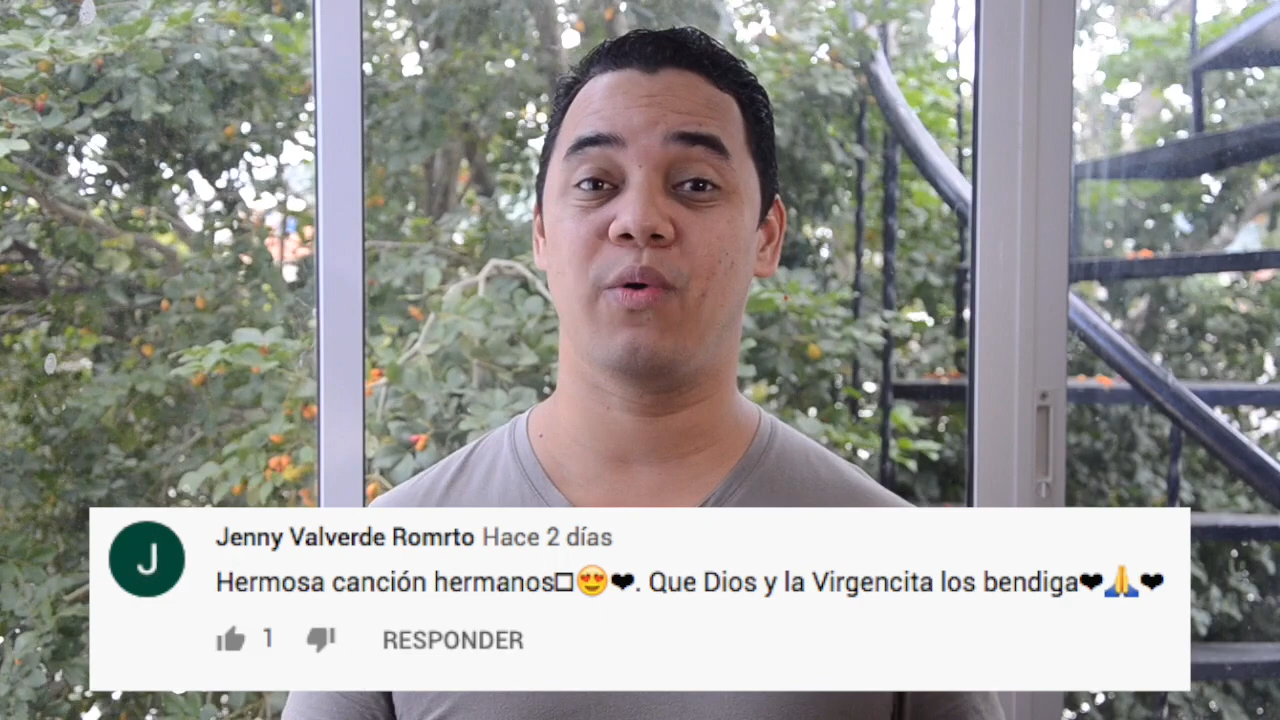 J
Jenny Valverde Romrto Hace 2 días
Hermosa canción hermanos□😍❤. Que Dios y la Virgencita los bendiga❤🙏❤
1 RESPONDER